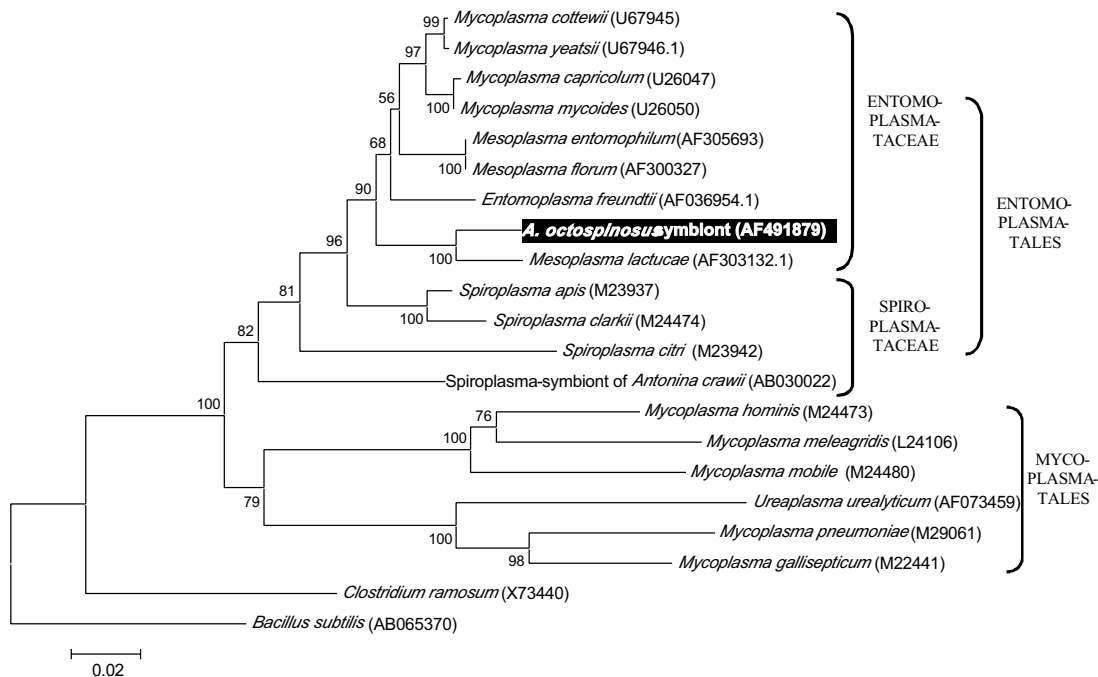 99
Mycoplasma cottewii (U67945)
Mycoplasma yeatsii (U67946.1)
97
Mycoplasma capricolum (U26047)
100
Mycoplasma mycoides (U26050)
56
Mesoplasma entomophilum (AF305693)
100
Mesoplasma florum (AF300327)
68
Entomoplasma freundtii (AF036954.1)
90
A. octospinosus symbiont (AF491879)
100
Mesoplasma lactucae (AF303132.1)
96
Spiroplasma apis (M23937)
100
Spiroplasma clarkii (M24474)
81
Spiroplasma citri (M23942)
82
Spiroplasma-symbiont of Antonina crawii (AB030022)
100
76
Mycoplasma hominis (M24473)
100
Mycoplasma meleagridis (L24106)
Mycoplasma mobile (M24480)
79
Ureaplasma urealyticum (AF073459)
100
Mycoplasma pneumoniae (M29061)
98
Mycoplasma gallisepticum (M22441)
Clostridium ramosum (X73440)
Bacillus subtilis (AB065370)
0.02
ENTOMO-
PLASMA-
TACEAE
SPIRO-
PLASMA-
TACEAE
ENTOMO-
PLASMA-
TALES
MYCO-
PLASMA-
TALES